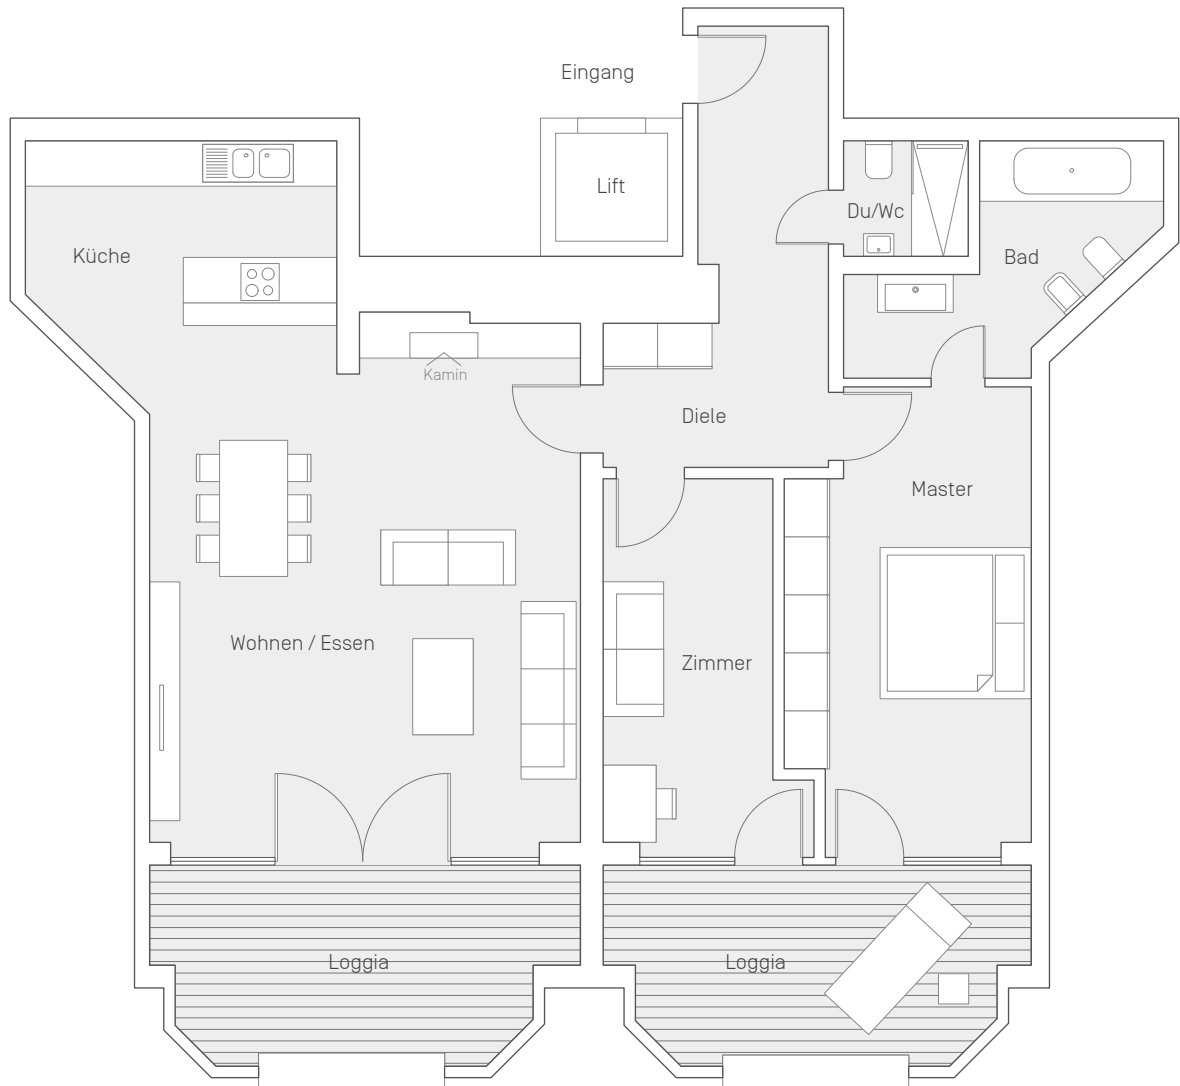 Eingang
Lift
Du/Wc
Küche
Bad
Kamin
Diele
Master
Wohnen / Essen
Zimmer
Loggia
Loggia